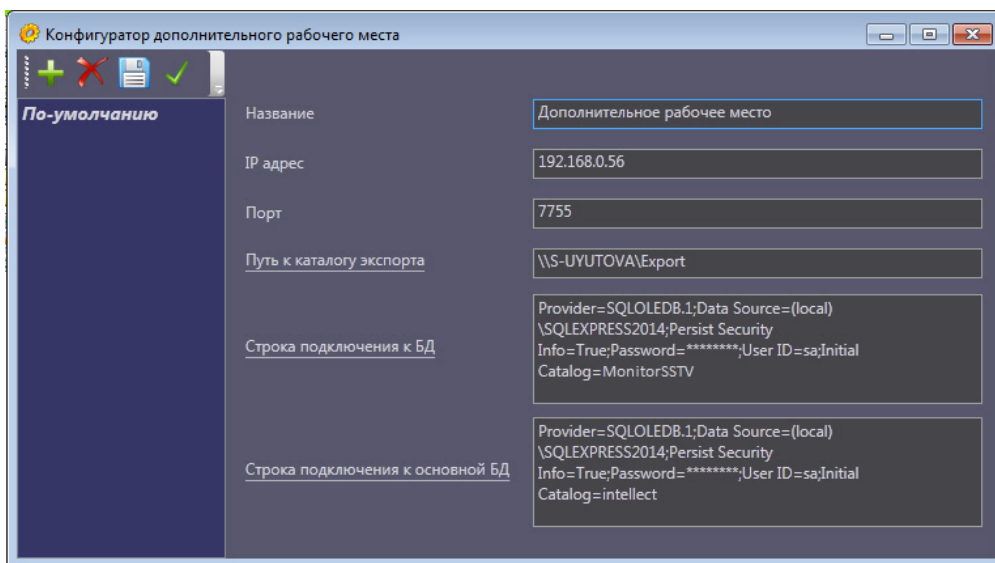 Конфигуратор дополнительного рабочего места
По-умолчанию
Название
Дополнительное рабочее место
IP адрес
192.168.0.56
Порт
7755
Путь к каталогу экспорта
\\S-UYUTOVA\Export
Строка подключения к БД
Provider=SQLOLEDB.1;Data Source=(local)
\SQLEXPRESS2014;Persist Security
Info=True;Password=********;User ID=sa;Initial
Catalog=MonitorSSTV
Строка подключения к основной БД
Provider=SQLOLEDB.1;Data Source=(local)
\SQLEXPRESS2014;Persist Security
Info=True;Password=********;User ID=sa;Initial
Catalog=intellect